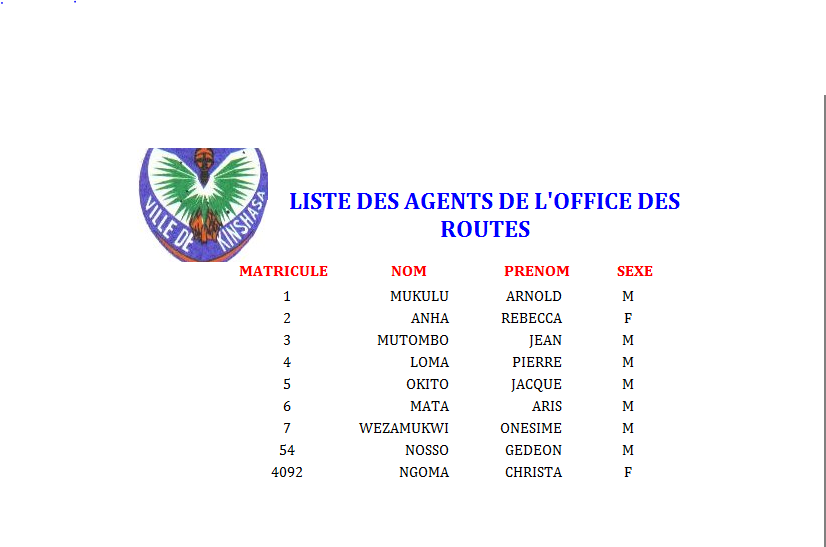 VILLE DE KINSHASA
LISTE DES AGENTS DE L'OFFICE DES
ROUTES
MATRICULE NOM PRENOM SEXE
1 MUKULU ARNOLD M
2 ANHA REBECCA F
3 MUTOMBO JEAN M
4 LOMA PIERRE M
5 OKITO JACQUE M
6 MATA ARIS M
7 WEZAMUKWI ONESIME M
54 NOSSO GEDEON M
4092 NGOMA CHRISTA F